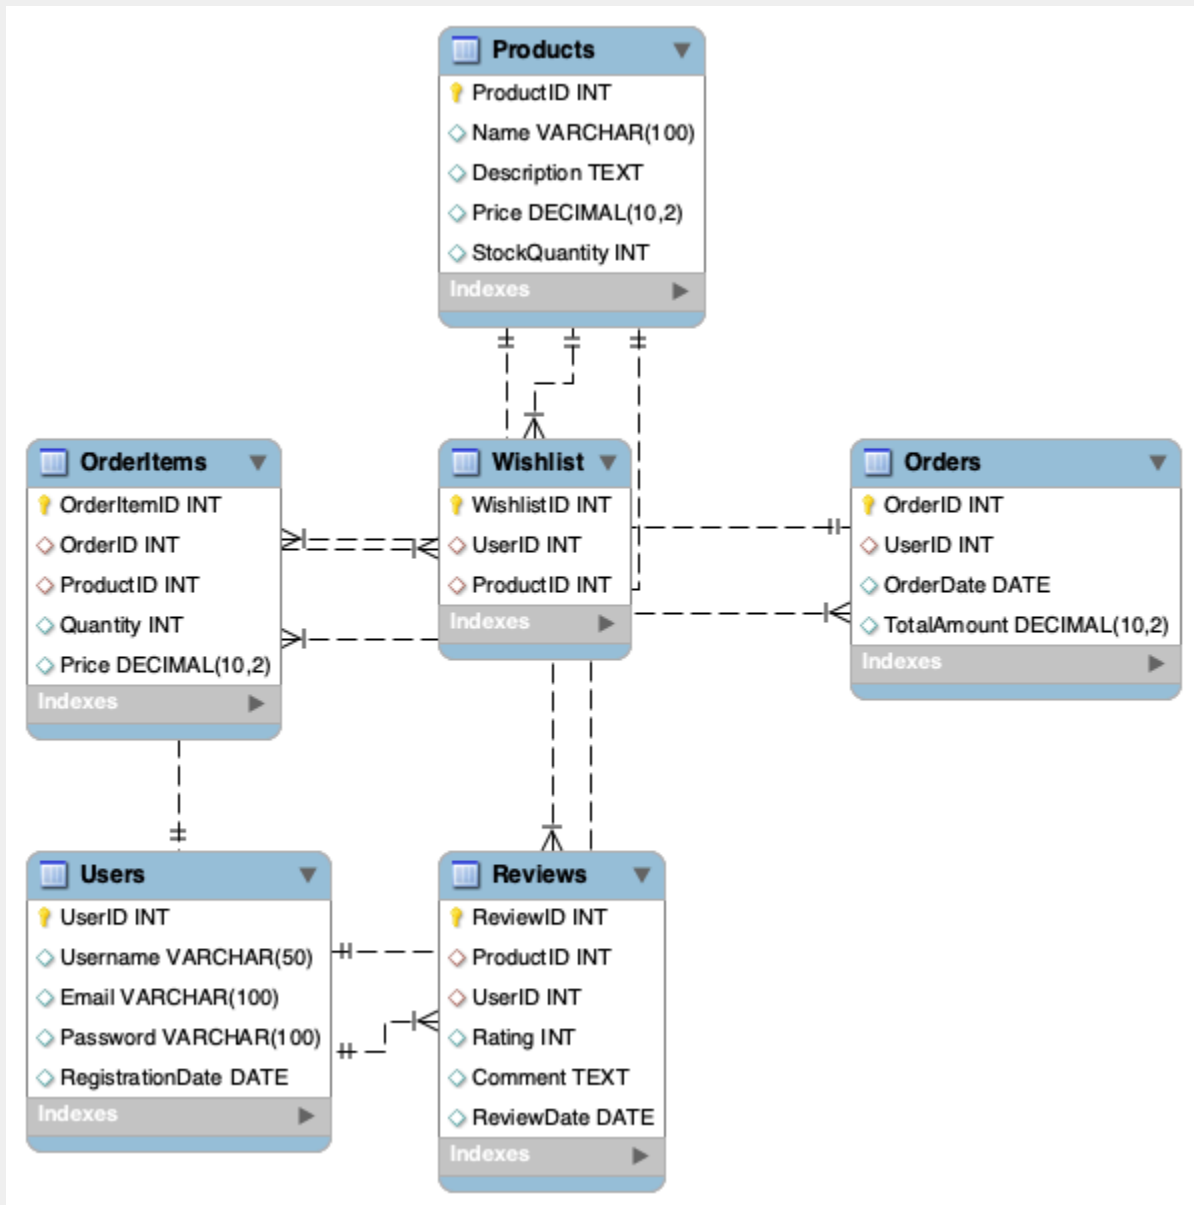 Products
ProductID INT
Name VARCHAR(100)
Description TEXT
Price DECIMAL(10,2)
StockQuantity INT
Indexes
OrderItems
OrderItemID INT
OrderID INT
ProductID INT
Quantity INT
Price DECIMAL(10,2)
Indexes
Wishlist
WishlistID INT
UserID INT
ProductID INT
Indexes
Orders
OrderID INT
UserID INT
OrderDate DATE
TotalAmount DECIMAL(10,2)
Indexes
Users
UserID INT
Username VARCHAR(50)
Email VARCHAR(100)
Password VARCHAR(100)
RegistrationDate DATE
Indexes
Reviews
ReviewID INT
ProductID INT
UserID INT
Rating INT
Comment TEXT
ReviewDate DATE
Indexes